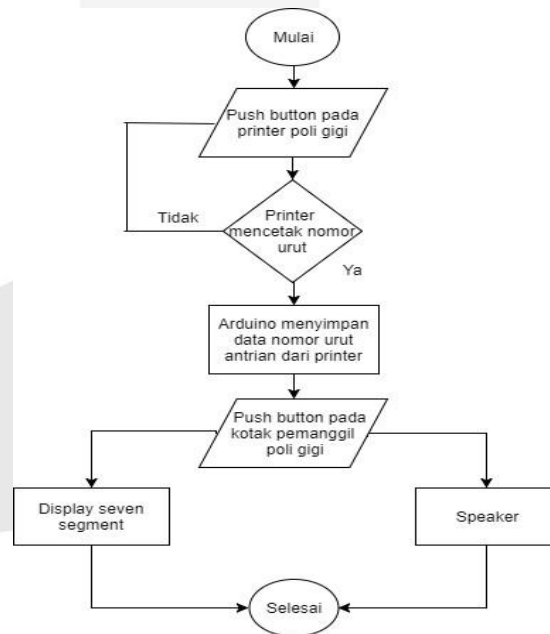 Mulai
Push button pada
printer poli gigi
Printer
mencetak nomor
urut
Tidak
Ya
Arduino menyimpan
data nomor urut
antrian dari printer
Push button pada
kotak pemanggil
poli gigi
Display seven
segment
Speaker
Selesai